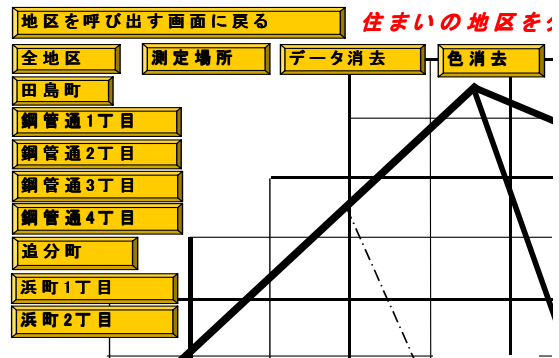 地区を呼び出す画面に戻る
住まいの地区を
全地区
測定場所
データ消去
色消去
田島町
鋼管通1丁目
鋼管通2丁目
鋼管通3丁目
鋼管通4丁目
追分町
浜町1丁目
浜町2丁目